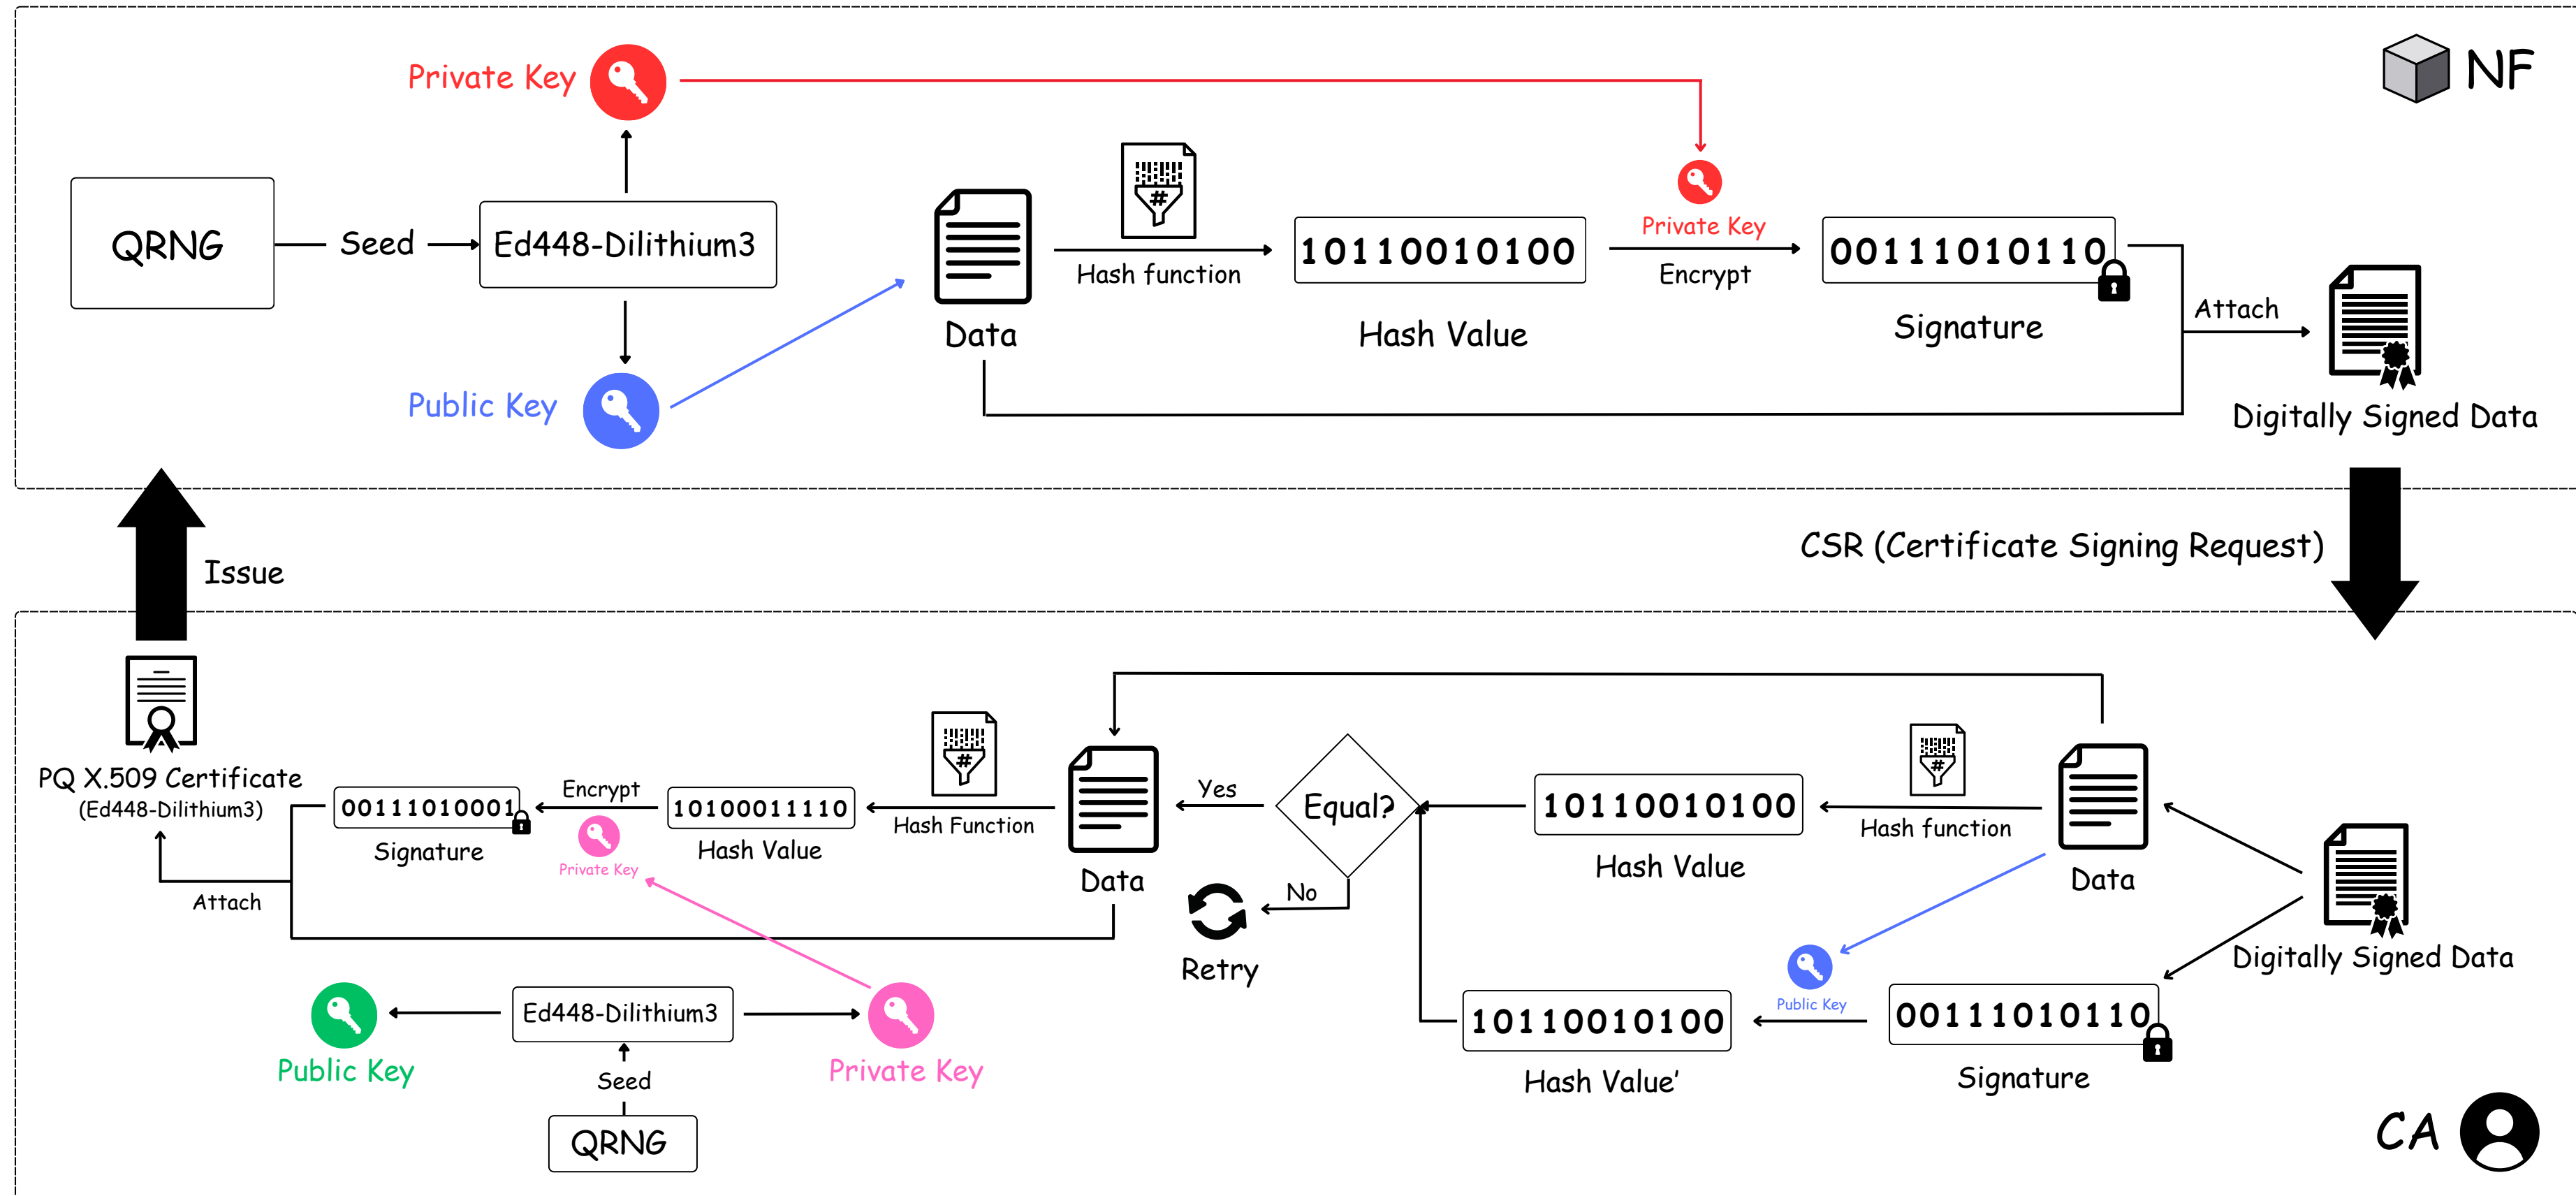 Private Key
NF
#
Private Key
QRNG
Seed
Ed448-Dilithium3
10110010100
00111010110
Hash function
Encrypt
Attach
Data
Hash Value
Signature
Public Key
Digitally Signed Data
CSR (Certificate Signing Request)
Issue
PQ X.509 Certificate
(Ed448-Dilithium3)
00111010001
Signature
Encrypt
Private Key
10100011110
Hash Value
#
Hash Function
Data
Yes
Equal?
No
Retry
10110010100
Hash Value
#
Hash function
Data
Attach
Digitally Signed Data
Public Key
Ed448-Dilithium3
Private Key
Seed
QRNG
10110010100
Hash Value'
Public Key
00111010110
Signature
CA